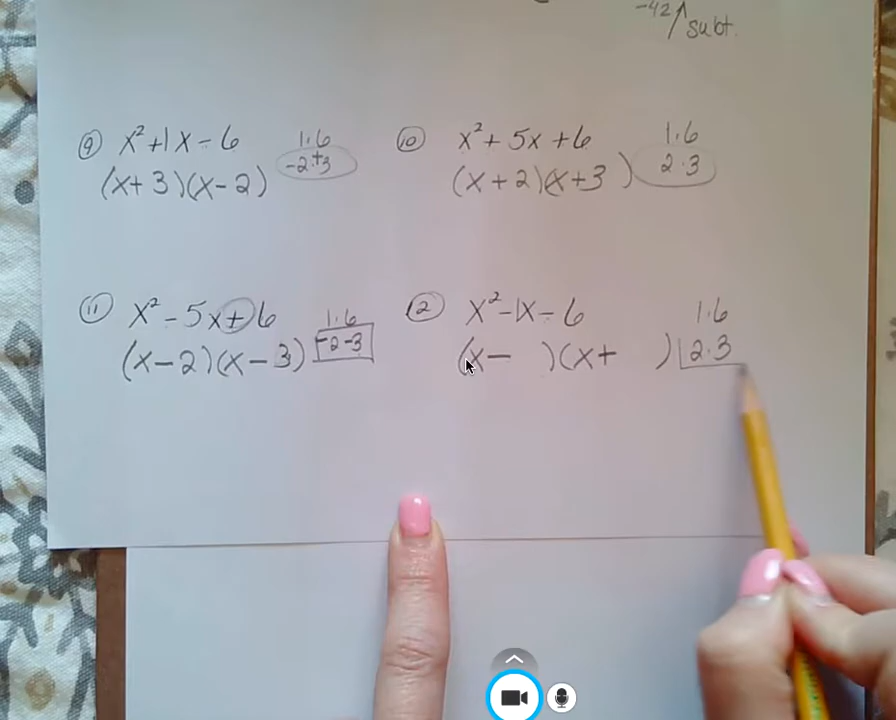 -42 subt.
⑨ x² + 1x - 6 1·6
(x + 3)(x - 2) -2·+3
⑩ x² + 5x + 6 1·6
(x + 2)(x + 3) 2·3
⑪ x² - 5x + 6 1·6
(x - 2)(x - 3) -2 -3
⑫ x² - 1x - 6 1·6
(x - )(x + ) 2·3